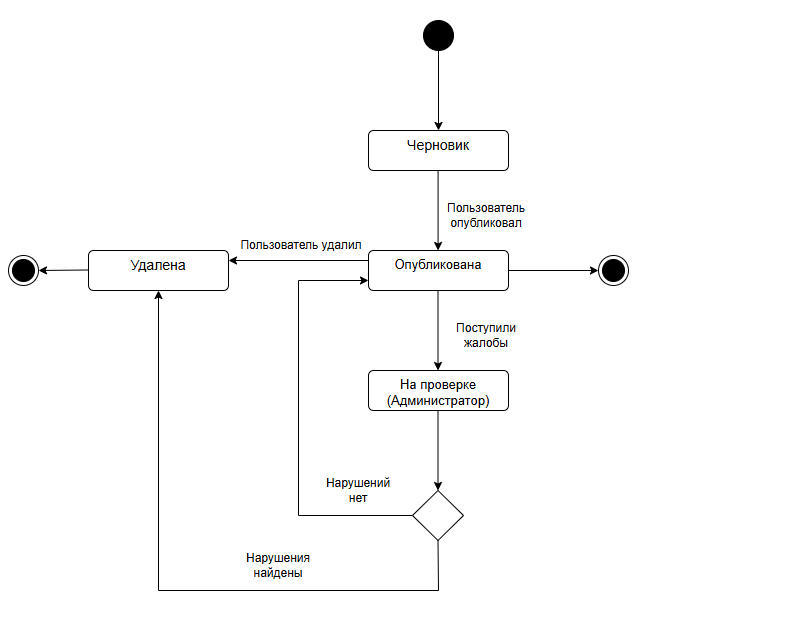 Черновик
Пользователь
опубликовал
Пользователь удалил
Удалена
Опубликована
Поступили
жалобы
На проверке
(Администратор)
Нарушений
нет
Нарушения
найдены